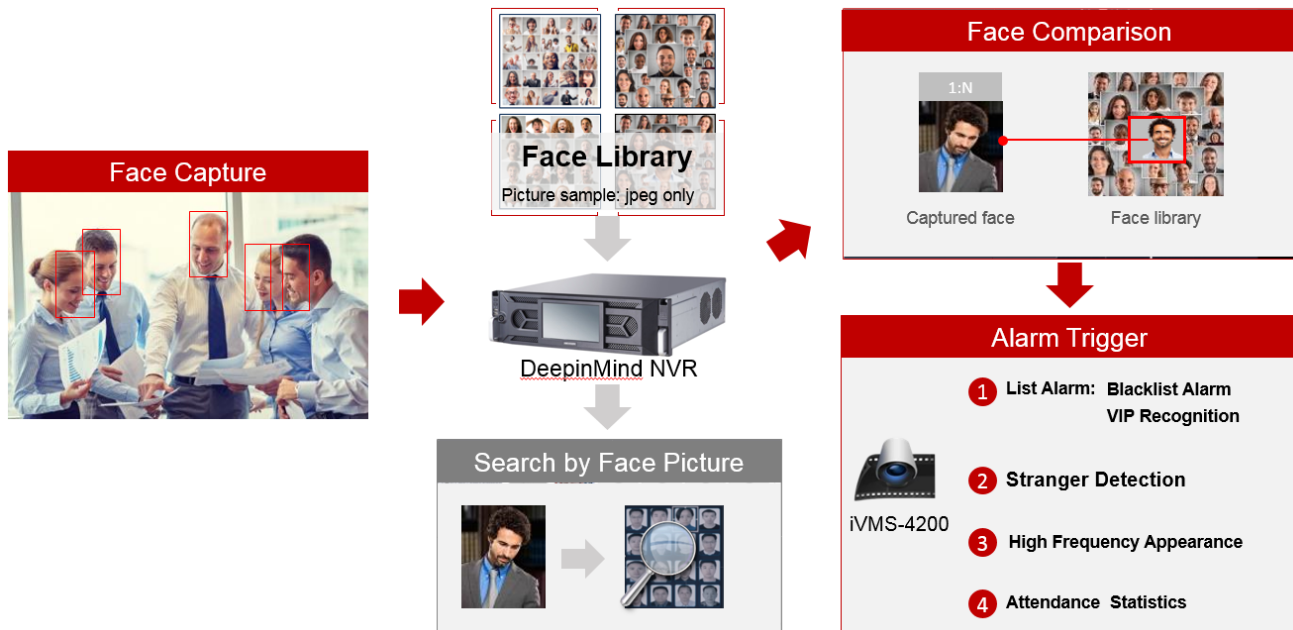 Face Capture
Face Library
Picture sample: jpeg only
DeepinMind NVR
Search by Face Picture
Face Comparison
1:N
Captured face
Face library
Alarm Trigger
iVMS-4200
1 List Alarm: Blacklist Alarm
VIP Recognition
2 Stranger Detection
3 High Frequency Appearance
4 Attendance Statistics